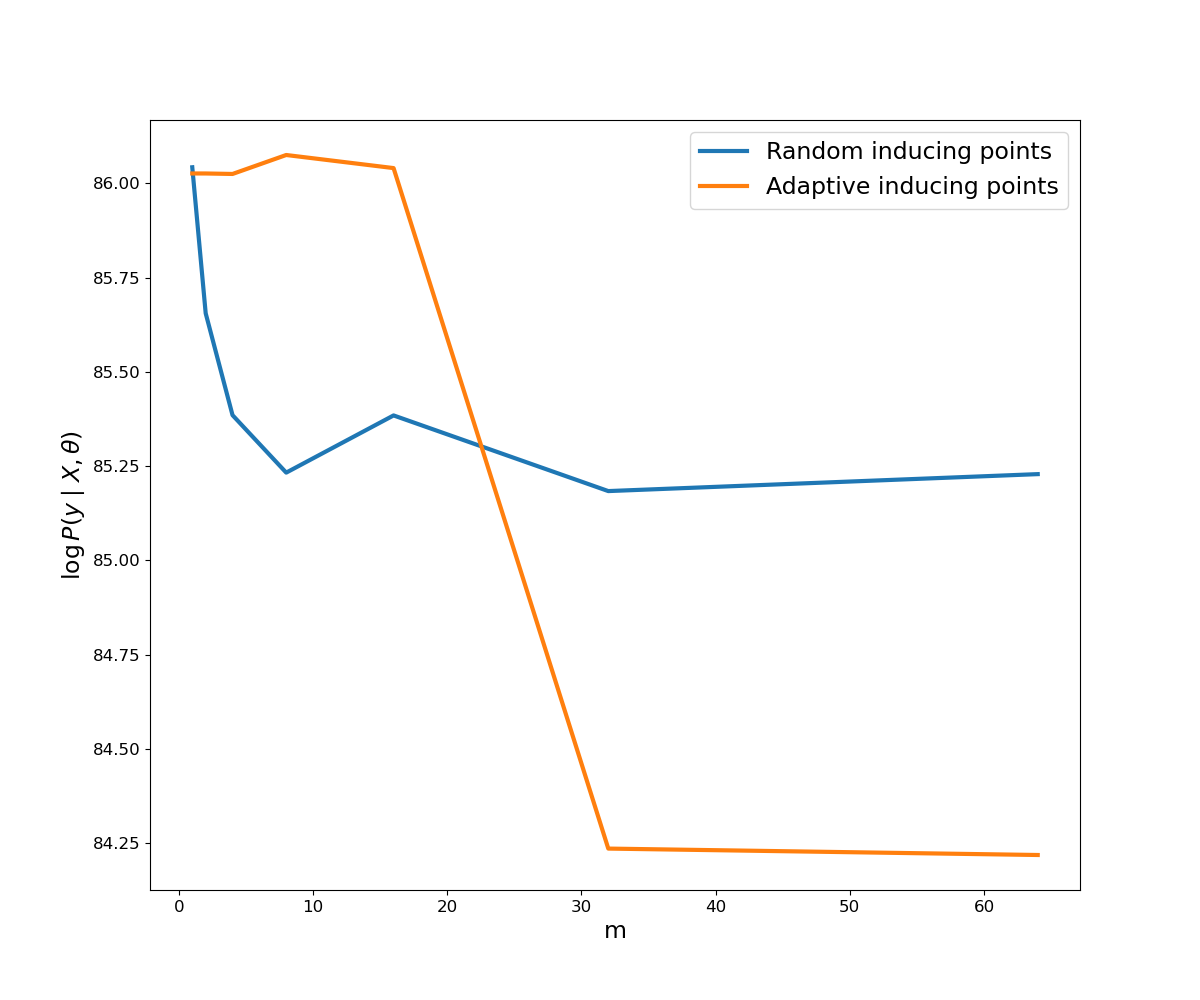 Random inducing points
Adaptive inducing points
86.00
85.75
85.50
85.25
85.00
84.75
84.50
84.25
log P(y | X, θ)
0 10 20 30 40 50 60
m